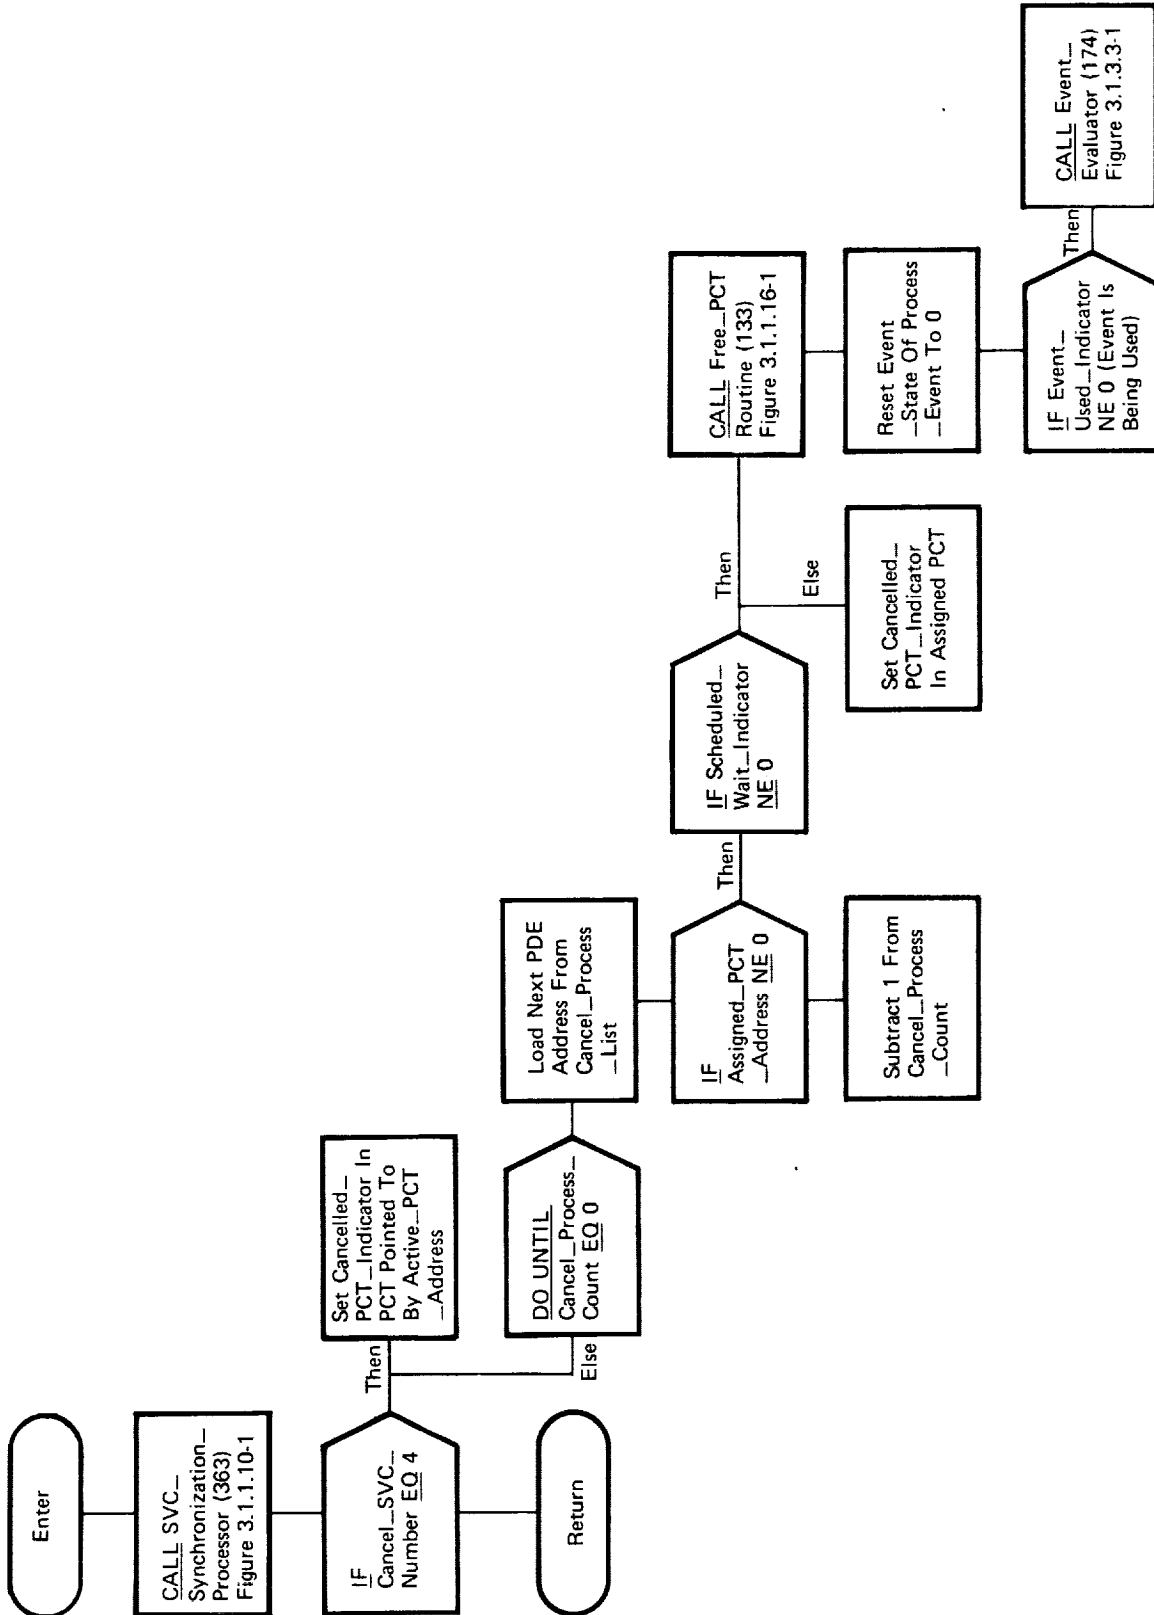 Enter
CALL SVC_
Synchronization_
Processor (363)
Figure 3.1.1.10-1
IF
Cancel_SVC_
Number EQ 4
Then
Set Cancelled_
PCT_Indicator In
PCT Pointed To
By Active_PCT
_Address
Else
DO UNTIL
Cancel_Process_
Count EQ 0
Load Next PDE
Address From
Cancel_Process
_List
IF
Assigned_PCT
_Address NE 0
Then
IF Scheduled_
Wait_Indicator
NE 0
Then
CALL Free_PCT
Routine (133)
Figure 3.1.1.16-1
Reset Event
_State Of Process
_Event To 0
IF Event_
Used_Indicator
NE 0 (Event Is
Being Used)
Then
CALL Event_
Evaluator (174)
Figure 3.1.3.3-1
Else
Set Cancelled_
PCT_Indicator
In Assigned PCT
Subtract 1 From
Cancel_Process
_Count
Return